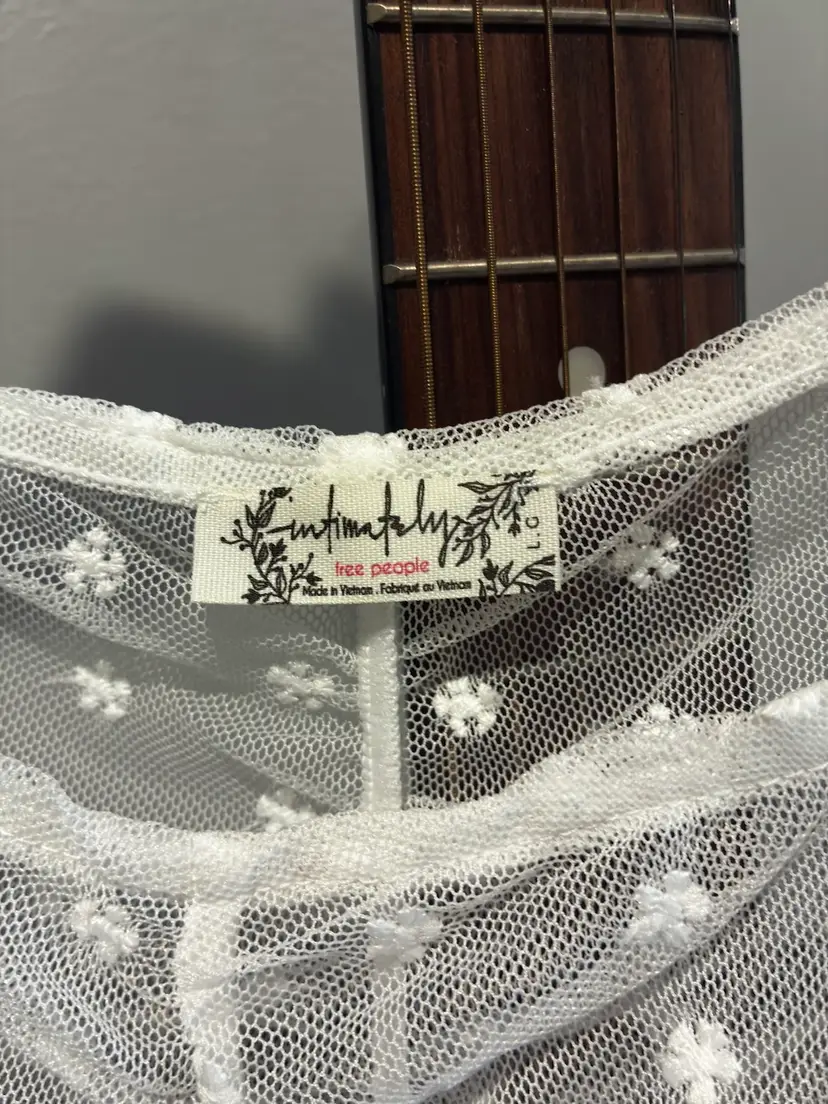 intimately
free people
Made in Vietnam . Fabriqué au Vietnam
L.G